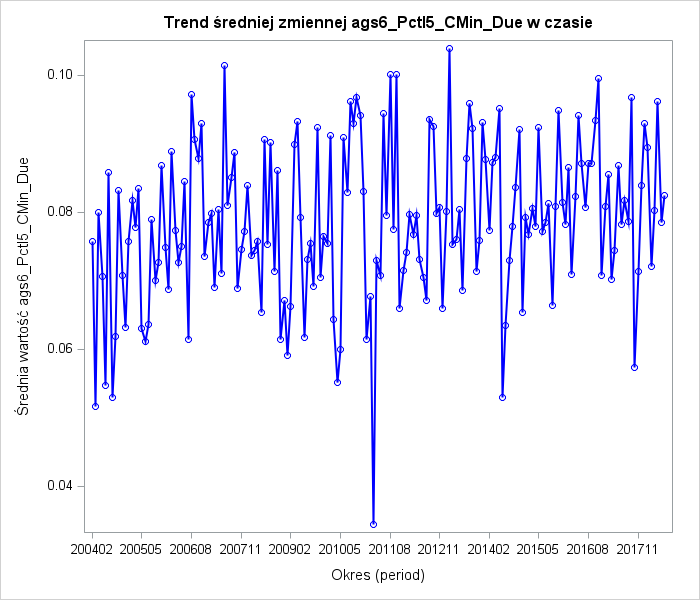 Trend średniej zmiennej ags6_Pctl5_CMin_Due w czasie
0.10
0.08
0.06
0.04
Średnia wartość ags6_Pctl5_CMin_Due
200402 200505 200608 200711 200902 201005 201108 201211 201402 201505 201608 201711
Okres (period)